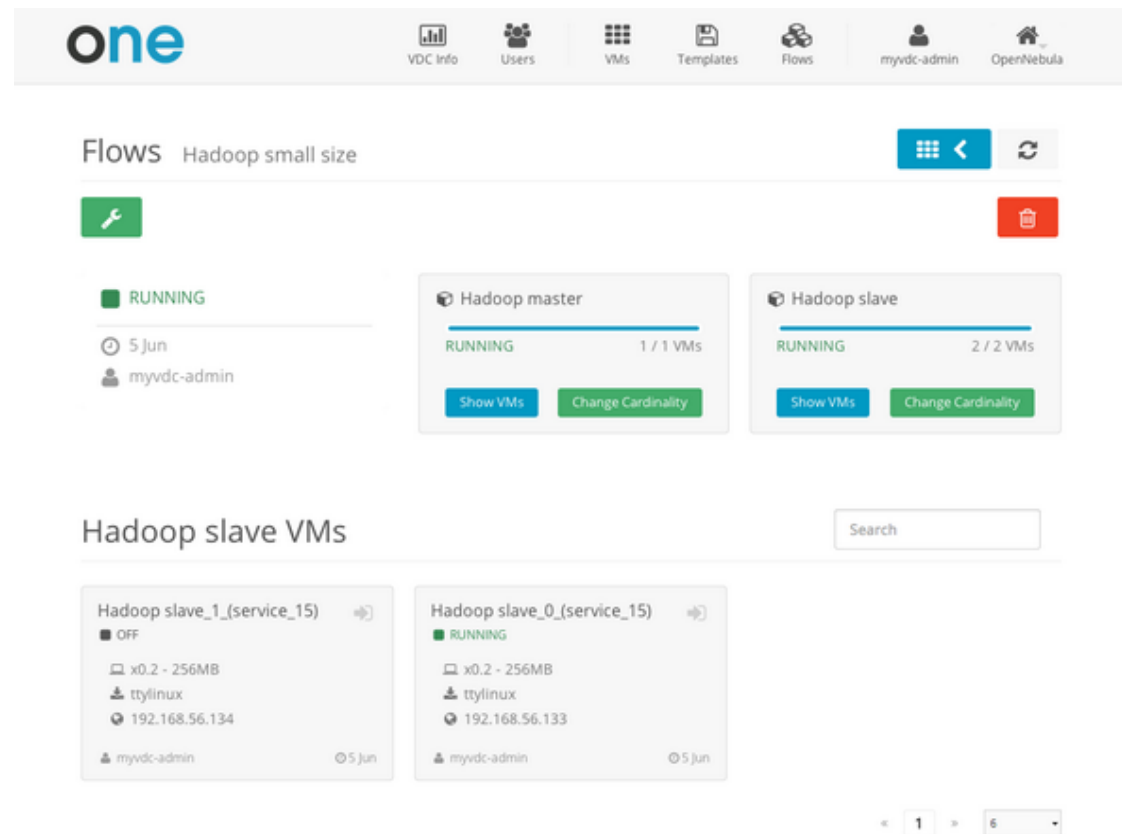 one
VDC Info Users VMs Templates Flows myvdc-admin OpenNebula
Flows Hadoop small size
RUNNING
5 Jun
myvdc-admin
Hadoop master
RUNNING 1 / 1 VMs
Show VMs Change Cardinality
Hadoop slave
RUNNING 2 / 2 VMs
Show VMs Change Cardinality
Hadoop slave VMs
Search
Hadoop slave_1_(service_15)
OFF
x0.2 - 256MB
ttylinux
192.168.56.134
myvdc-admin 5 Jun
Hadoop slave_0_(service_15)
RUNNING
x0.2 - 256MB
ttylinux
192.168.56.133
myvdc-admin 5 Jun
« 1 » 6